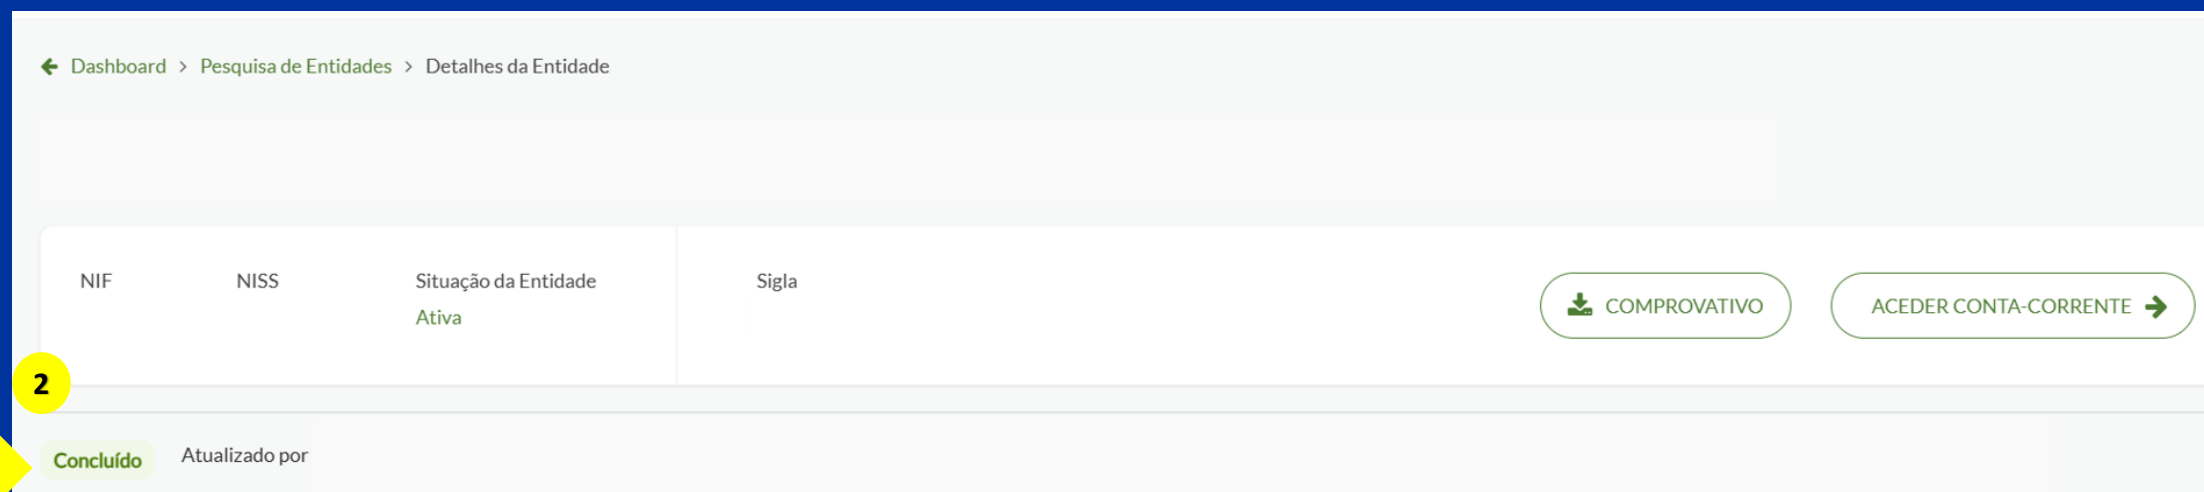 Dashboard > Pesquisa de Entidades > Detalhes da Entidade
NIF NISS Situação da Entidade Sigla
Ativa
COMPROVATIVO ACEDER CONTA-CORRENTE
2
Concluído Atualizado por